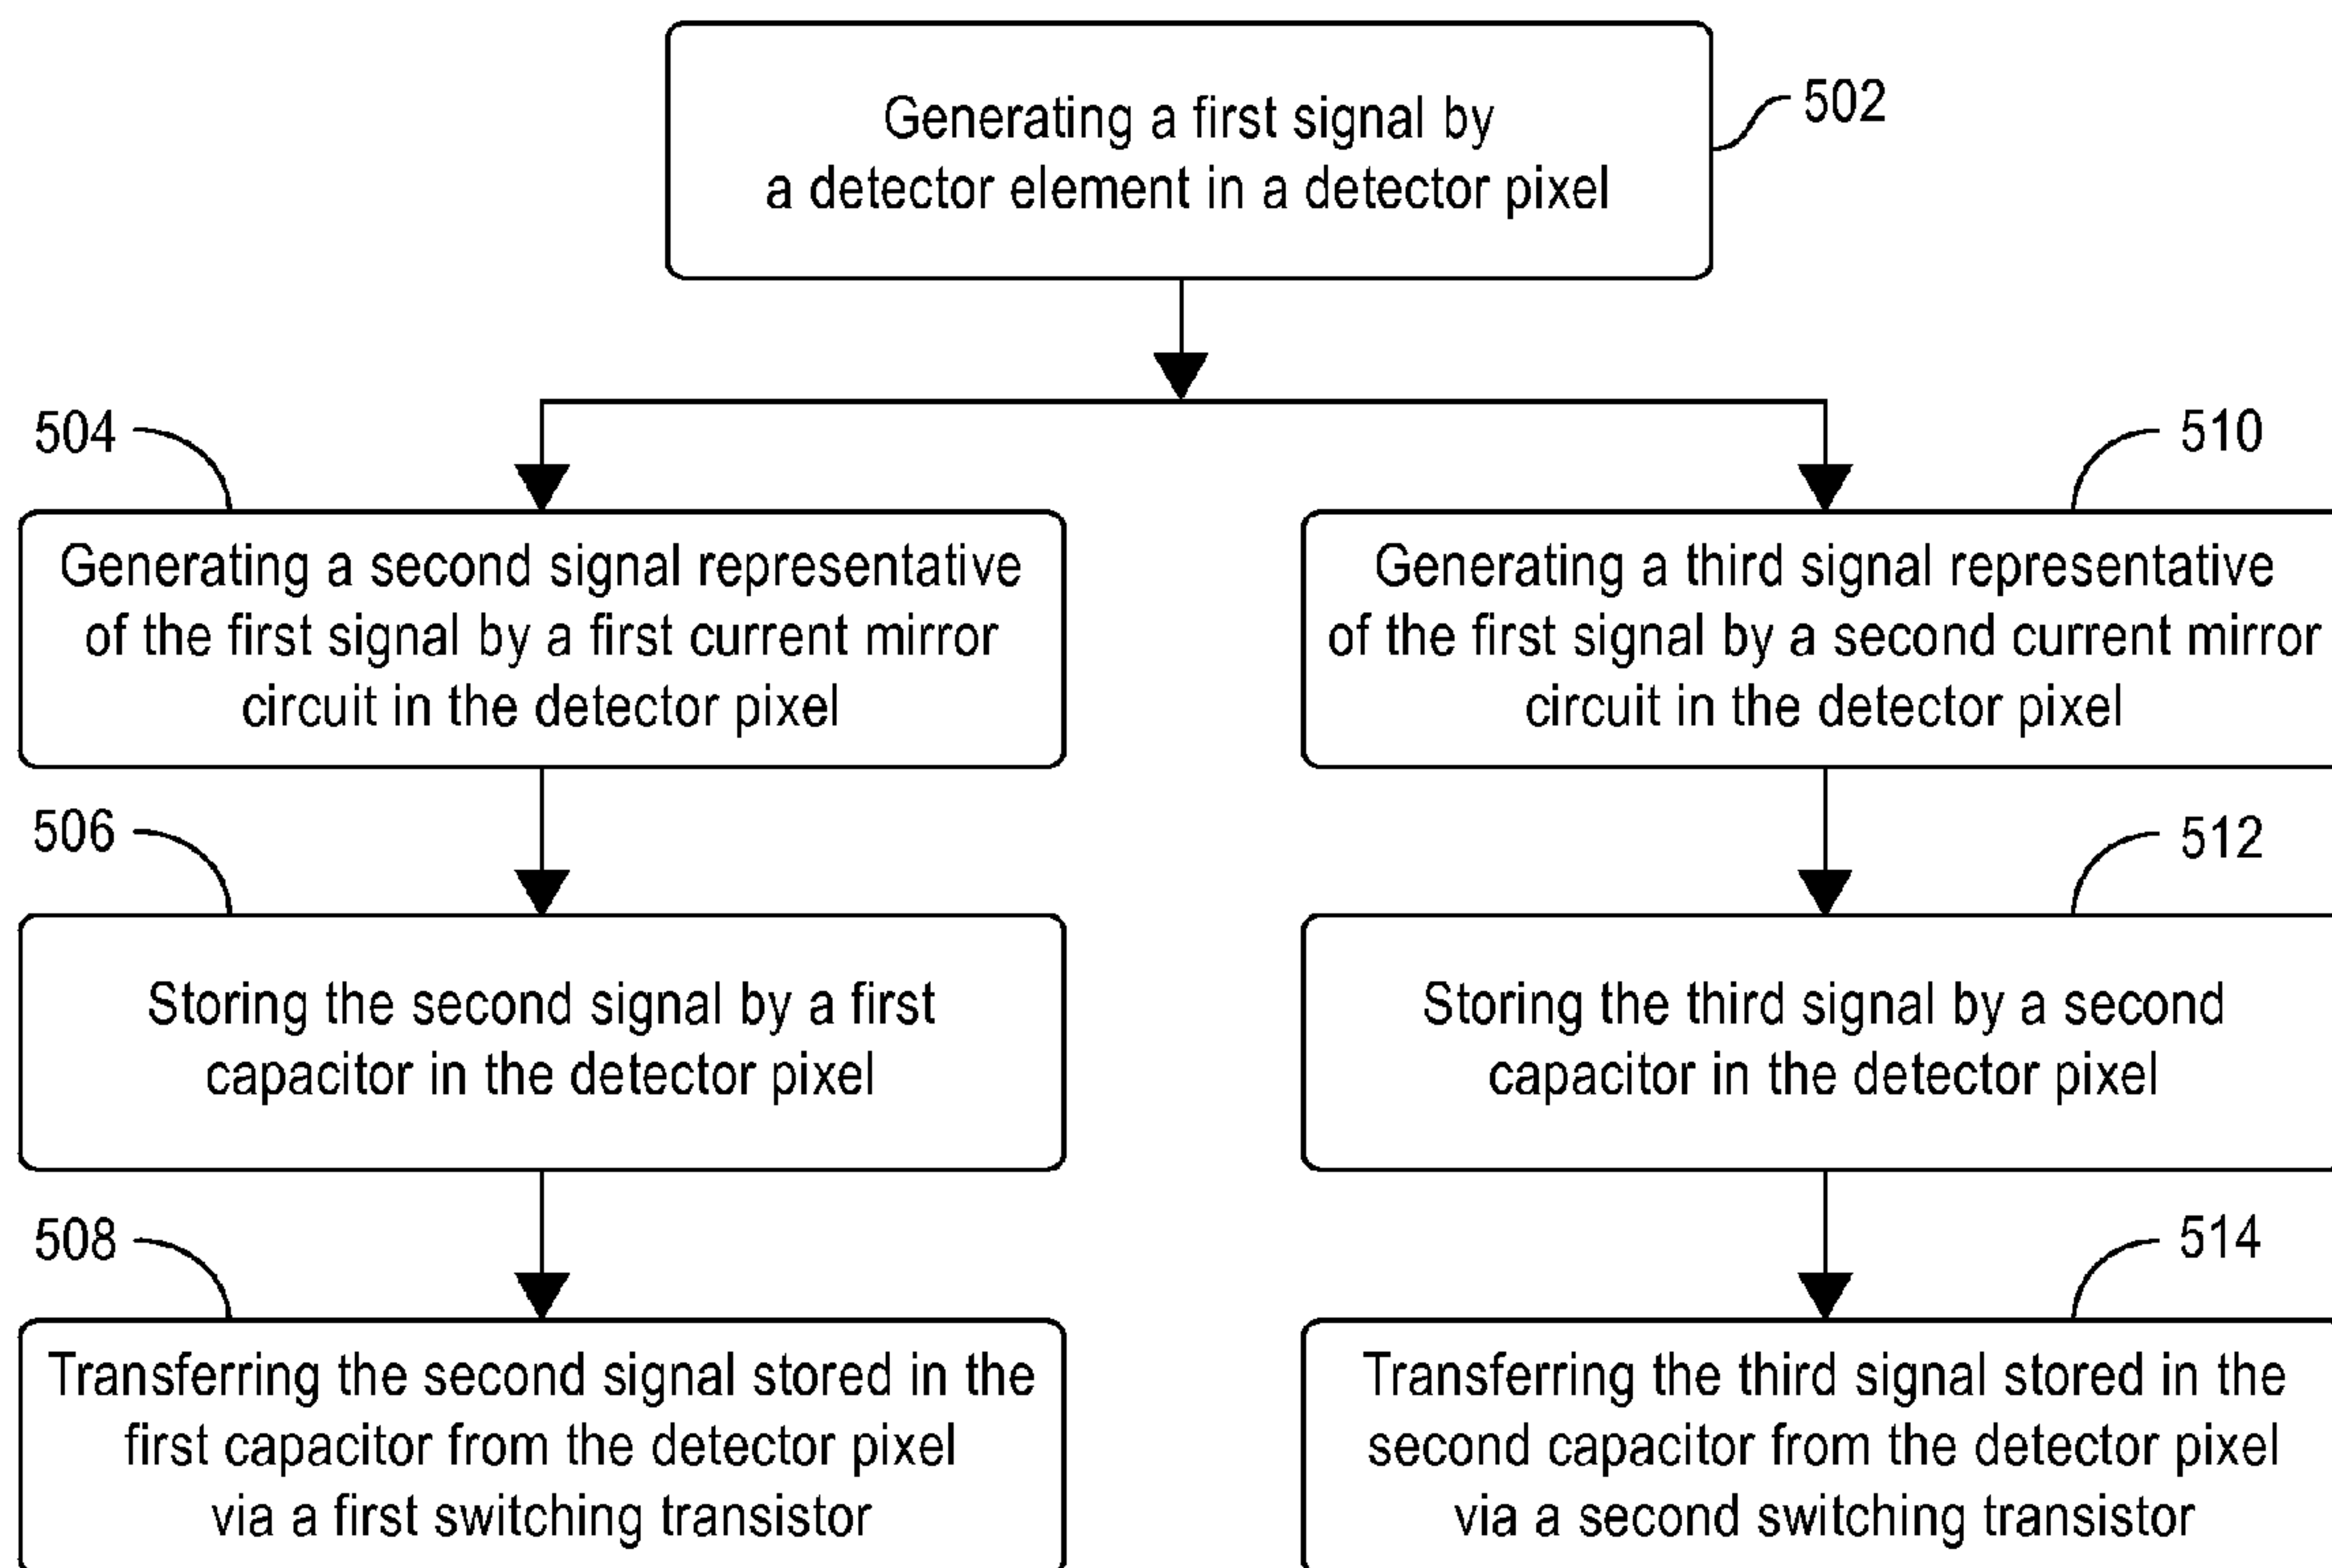 Generating a first signal by
a detector element in a detector pixel
502
504
Generating a second signal representative
of the first signal by a first current mirror
circuit in the detector pixel
510
Generating a third signal representative
of the first signal by a second current mirror
circuit in the detector pixel
506
Storing the second signal by a first
capacitor in the detector pixel
512
Storing the third signal by a second
capacitor in the detector pixel
508
Transferring the second signal stored in the
first capacitor from the detector pixel
via a first switching transistor
514
Transferring the third signal stored in the
second capacitor from the detector pixel
via a second switching transistor